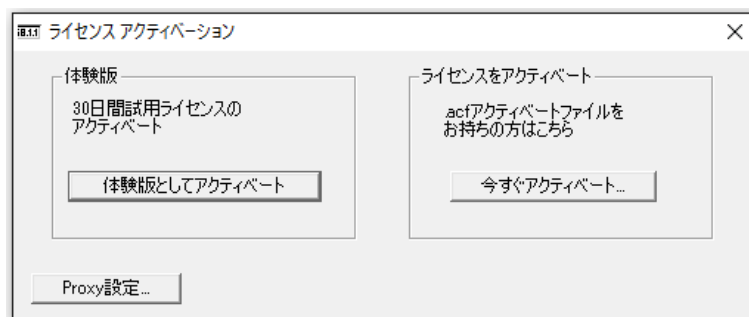 i8.1.1 ライセンス アクティベーション
体験版
30日間試用ライセンスの
アクティベート
体験版としてアクティベート
ライセンスをアクティベート
.acfアクティベートファイルを
お持ちの方はこちら
今すぐアクティベート...
Proxy設定...